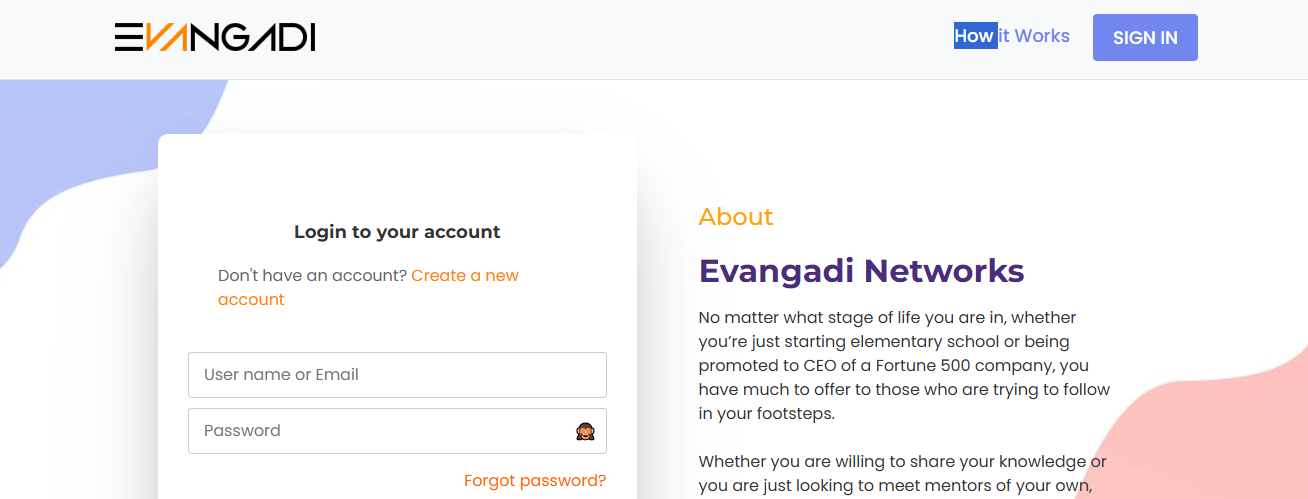 EVANGADI
How it Works
SIGN IN
Login to your account
Don't have an account? Create a new
account
User name or Email
Password
Forgot password?
About
Evangadi Networks
No matter what stage of life you are in, whether
you’re just starting elementary school or being
promoted to CEO of a Fortune 500 company, you
have much to offer to those who are trying to follow
in your footsteps.
Whether you are willing to share your knowledge or
you are just looking to meet mentors of your own,